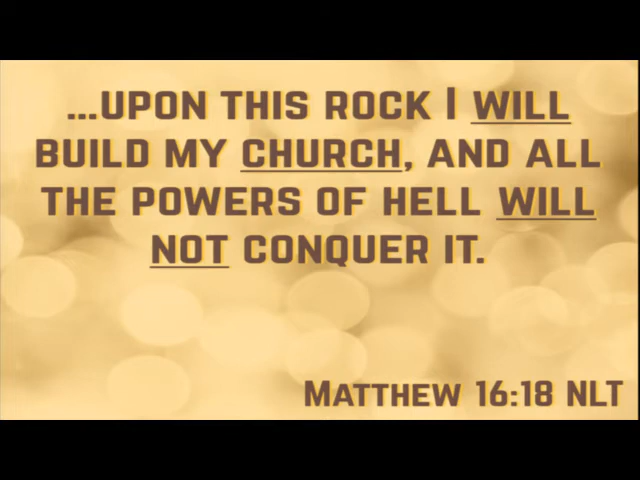 ...UPON THIS ROCK I WILL
BUILD MY CHURCH, AND ALL
THE POWERS OF HELL WILL
NOT CONQUER IT.
MATTHEW 16:18 NLT